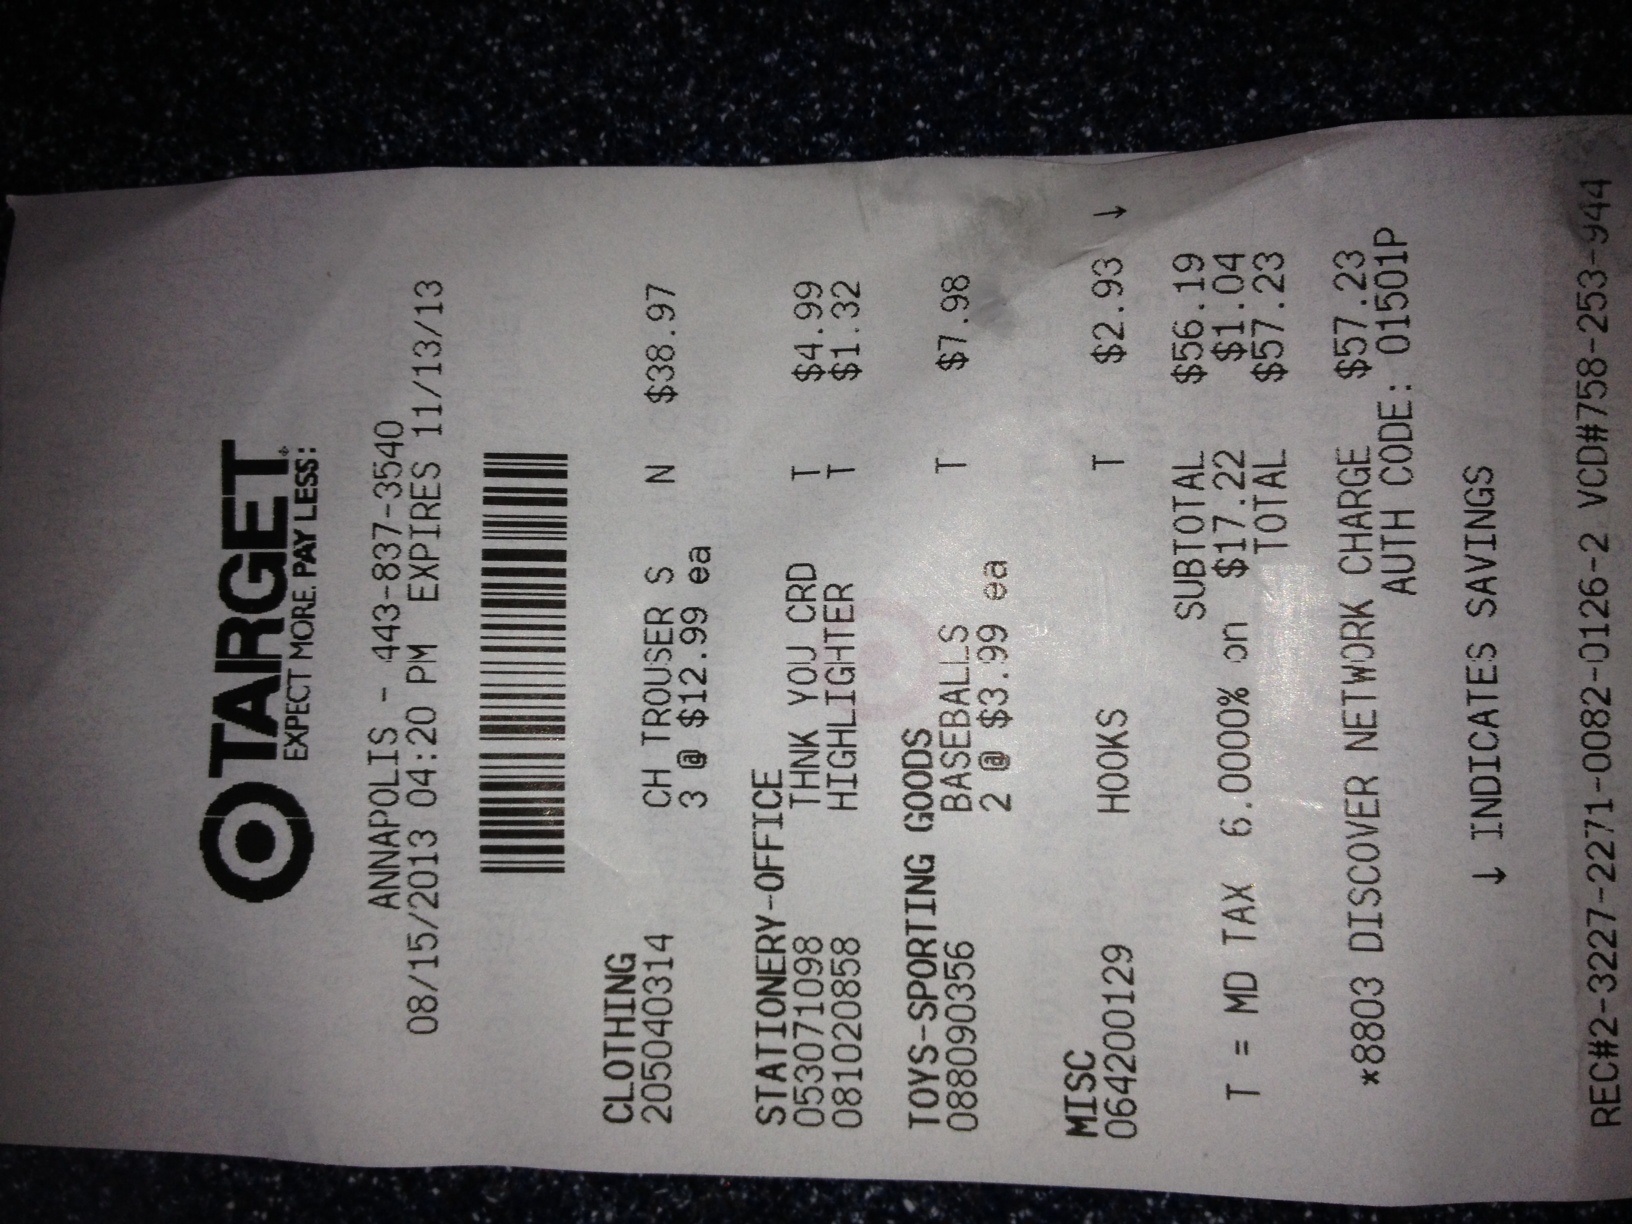 TARGET
EXPECT MORE. PAY LESS.
ANNAPOLIS - 443-837-3540
08/15/2013 04:20 PM EXPIRES 11/13/13
CLOTHING
205040314 CH TROUSER S N $38.97
3 @ $12.99 ea
STATIONERY-OFFICE
053071098 THNK YOU CRD T $4.99
081020858 HIGHLIGHTER T $1.32
TOYS-SPORTING GOODS
088090356 BASEBALLS T $7.98
2 @ $3.99 ea
MISC
064200129 HOOKS T $2.93 ↓
SUBTOTAL $56.19
T = MD TAX 6.0000% on $17.22 $1.04
TOTAL $57.23
*8803 DISCOVER NETWORK CHARGE $57.23
AUTH CODE: 01501P
↓ INDICATES SAVINGS
REC#2-3227-2271-0082-0126-2 VCD#758-253-944